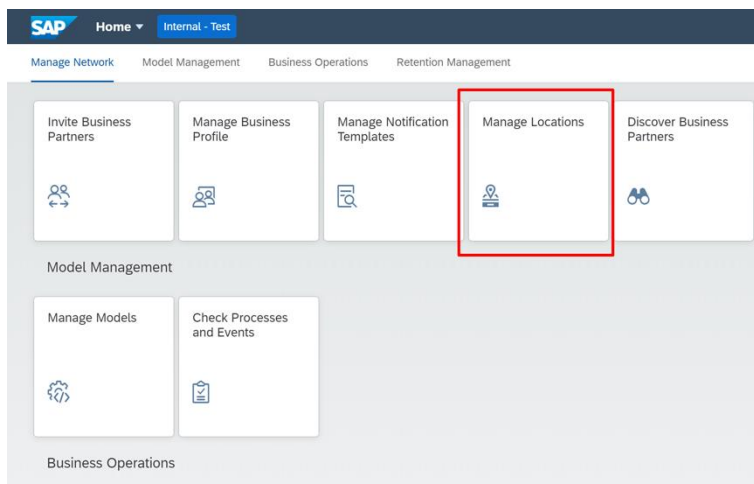 SAP Home Internal - Test
Manage Network Model Management Business Operations Retention Management
Invite Business Partners
Manage Business Profile
Manage Notification Templates
Manage Locations
Discover Business Partners
Model Management
Manage Models
Check Processes and Events
Business Operations